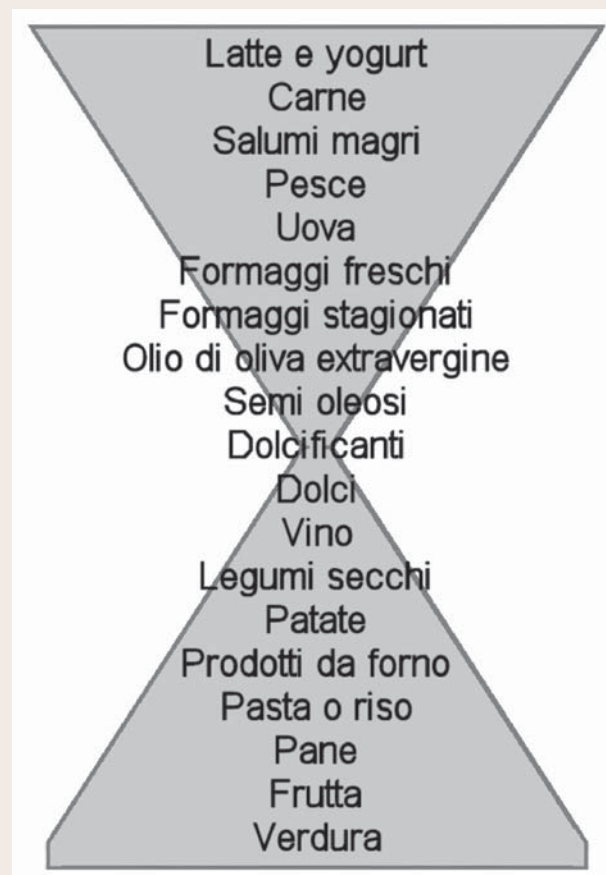 Latte e yogurt
Carne
Salumi magri
Pesce
Uova
Formaggi freschi
Formaggi stagionati
Olio di oliva extravergine
Semi oleosi
Dolcificanti
Dolci
Vino
Legumi secchi
Patate
Prodotti da forno
Pasta o riso
Pane
Frutta
Verdura